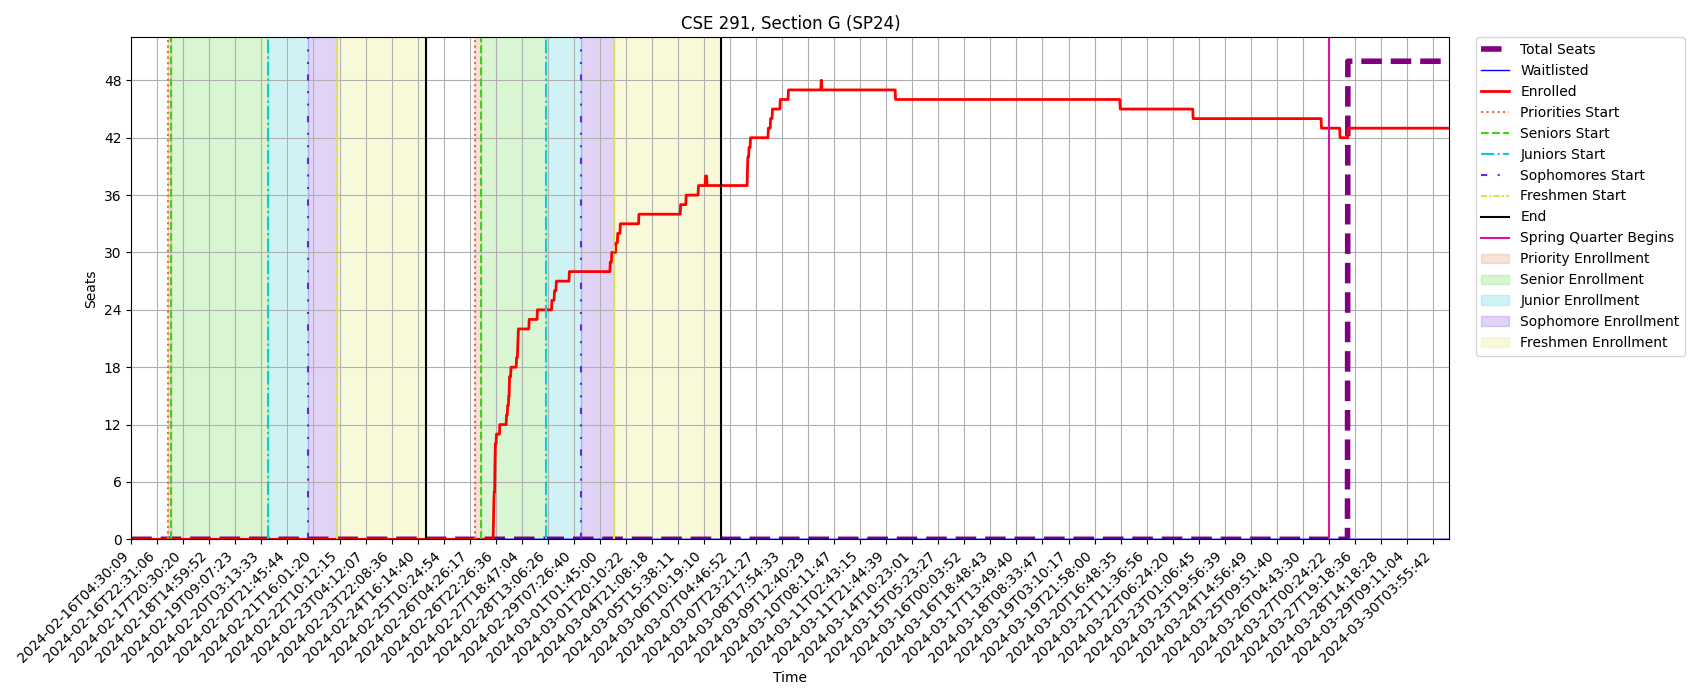 CSE 291, Section G (SP24)
Seats
48
42
36
30
24
18
12
6
0
2024-02-16T04:30:09
2024-02-16T22:31:06
2024-02-17T20:30:20
2024-02-18T14:59:52
2024-02-19T09:07:23
2024-02-20T03:13:33
2024-02-20T21:45:44
2024-02-21T16:01:20
2024-02-22T10:12:15
2024-02-23T04:12:07
2024-02-23T22:08:36
2024-02-24T16:14:40
2024-02-25T10:24:54
2024-02-26T04:26:17
2024-02-26T22:26:36
2024-02-27T18:47:04
2024-02-28T13:06:26
2024-02-29T07:26:40
2024-03-01T01:45:00
2024-03-01T20:10:22
2024-03-04T21:08:18
2024-03-05T15:38:11
2024-03-06T10:19:10
2024-03-07T04:46:52
2024-03-07T23:21:27
2024-03-08T17:54:33
2024-03-09T12:40:29
2024-03-10T08:11:47
2024-03-11T02:43:15
2024-03-11T21:44:39
2024-03-14T10:23:01
2024-03-15T05:23:27
2024-03-16T00:03:52
2024-03-16T18:48:43
2024-03-17T13:49:40
2024-03-18T08:33:47
2024-03-19T03:10:17
2024-03-19T21:58:00
2024-03-20T16:48:35
2024-03-21T11:36:56
2024-03-22T06:24:20
2024-03-23T01:06:45
2024-03-23T19:56:39
2024-03-24T14:56:49
2024-03-25T09:51:40
2024-03-26T04:43:30
2024-03-27T00:24:22
2024-03-27T19:18:36
2024-03-28T14:18:28
2024-03-29T09:11:04
2024-03-30T03:55:42
Time
Total Seats
Waitlisted
Enrolled
Priorities Start
Seniors Start
Juniors Start
Sophomores Start
Freshmen Start
End
Spring Quarter Begins
Priority Enrollment
Senior Enrollment
Junior Enrollment
Sophomore Enrollment
Freshmen Enrollment